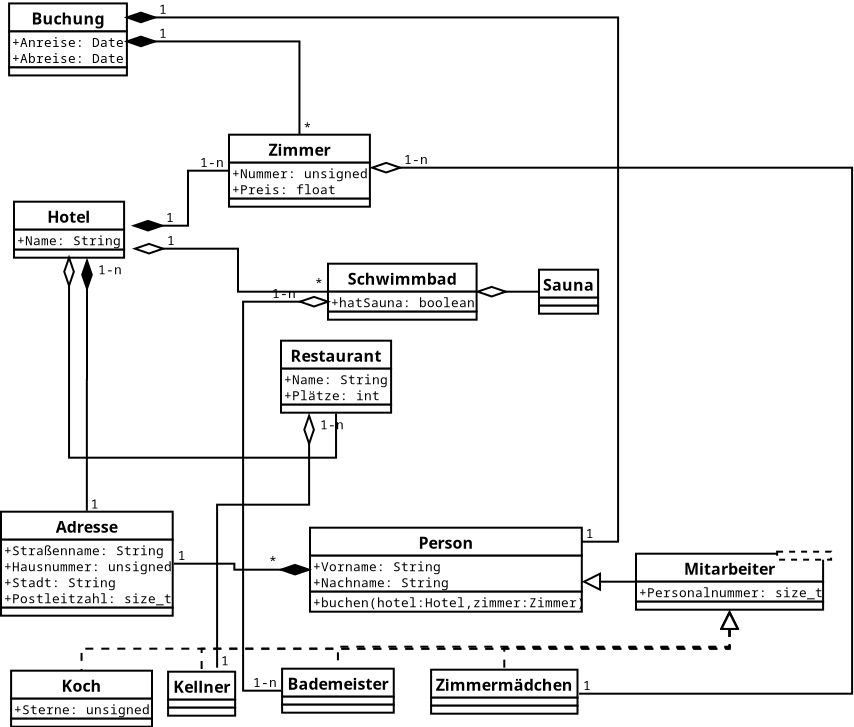 Buchung
+Anreise: Date
+Abreise: Date
1
1
*
Zimmer
+Nummer: unsigned
+Preis: float
1-n
1-n
Hotel
+Name: String
1
1
1-n
*
1-n
Schwimmbad
+hatSauna: boolean
Sauna
Restaurant
+Name: String
+Plätze: int
1-n
1
Adresse
+Straßenname: String
+Hausnummer: unsigned
+Stadt: String
+Postleitzahl: size_t
1
*
Person
+Vorname: String
+Nachname: String
+buchen(hotel:Hotel,zimmer:Zimmer)
1
Mitarbeiter
+Personalnummer: size_t
Koch
+Sterne: unsigned
1
Kellner
1-n
Bademeister
Zimmermädchen
1